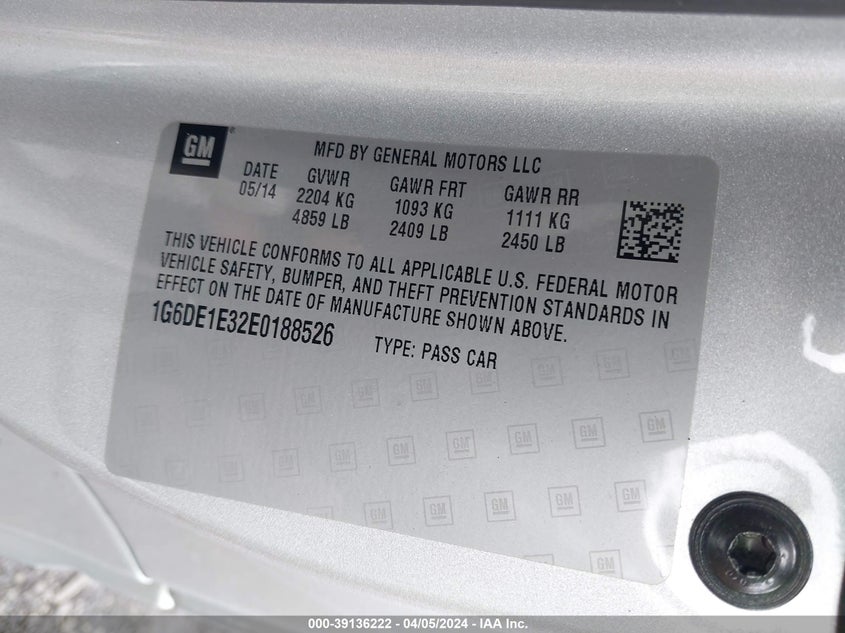 GM
MFD BY GENERAL MOTORS LLC
DATE GVWR GAWR FRT GAWR RR
05/14 2204 KG 1093 KG 1111 KG
4859 LB 2409 LB 2450 LB
THIS VEHICLE CONFORMS TO ALL APPLICABLE U.S. FEDERAL MOTOR
VEHICLE SAFETY, BUMPER, AND THEFT PREVENTION STANDARDS IN
EFFECT ON THE DATE OF MANUFACTURE SHOWN ABOVE.
1G6DE1E32E0188526 TYPE: PASS CAR
000-39136222 - 04/05/2024 - IAA Inc.